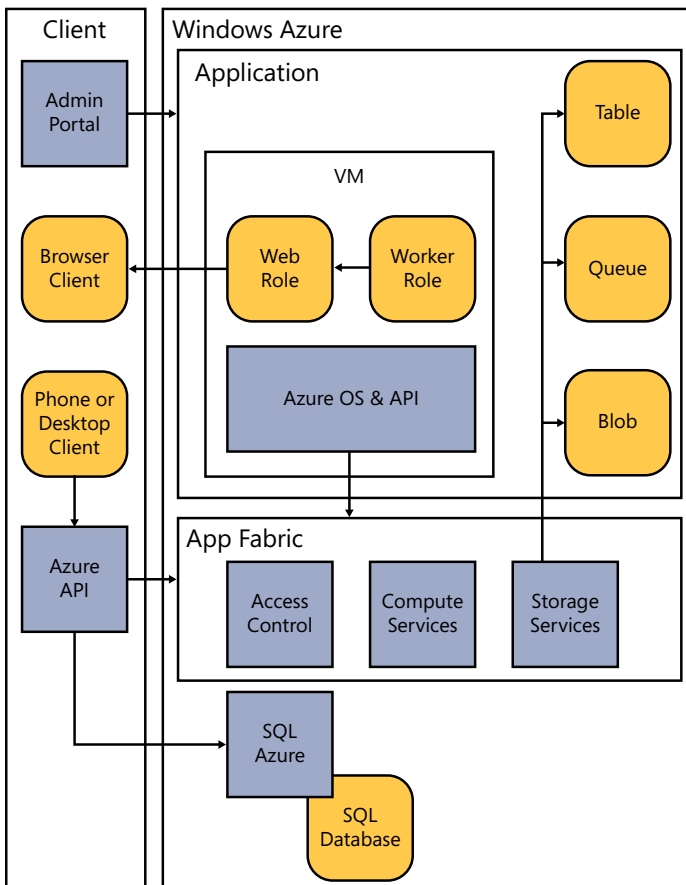 Client
Windows Azure
Application
Admin
Portal
Table
VM
Browser
Client
Web
Role
Worker
Role
Queue
Phone or
Desktop
Client
Azure OS & API
Blob
App Fabric
Azure
API
Access
Control
Compute
Services
Storage
Services
SQL
Azure
SQL
Database